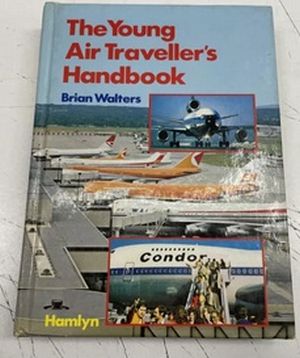 The Young
Air Traveller's
Handbook
Brian Walters
Condor
Hamlyn